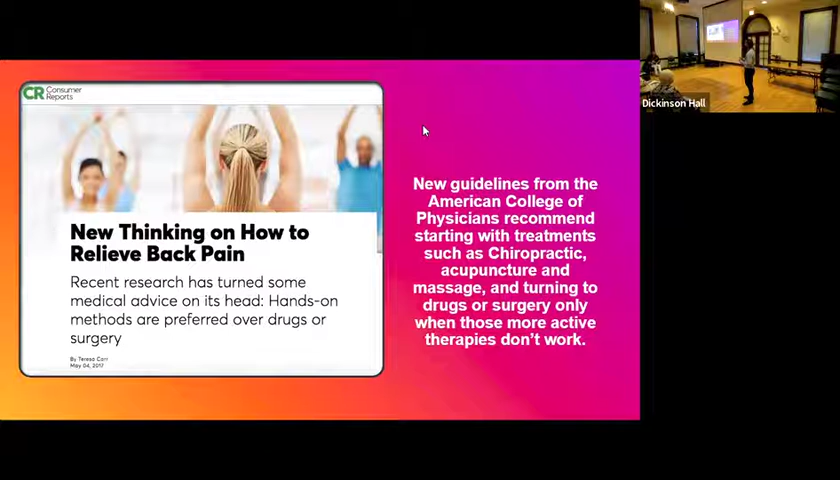 CR Consumer
Reports
New Thinking on How to
Relieve Back Pain
Recent research has turned some
medical advice on its head: Hands-on
methods are preferred over drugs or
surgery
By Teresa Carr
May 04, 2017
New guidelines from the
American College of
Physicians recommend
starting with treatments
such as Chiropractic,
acupuncture and
massage, and turning to
drugs or surgery only
when those more active
therapies don't work.
Dickinson Hall